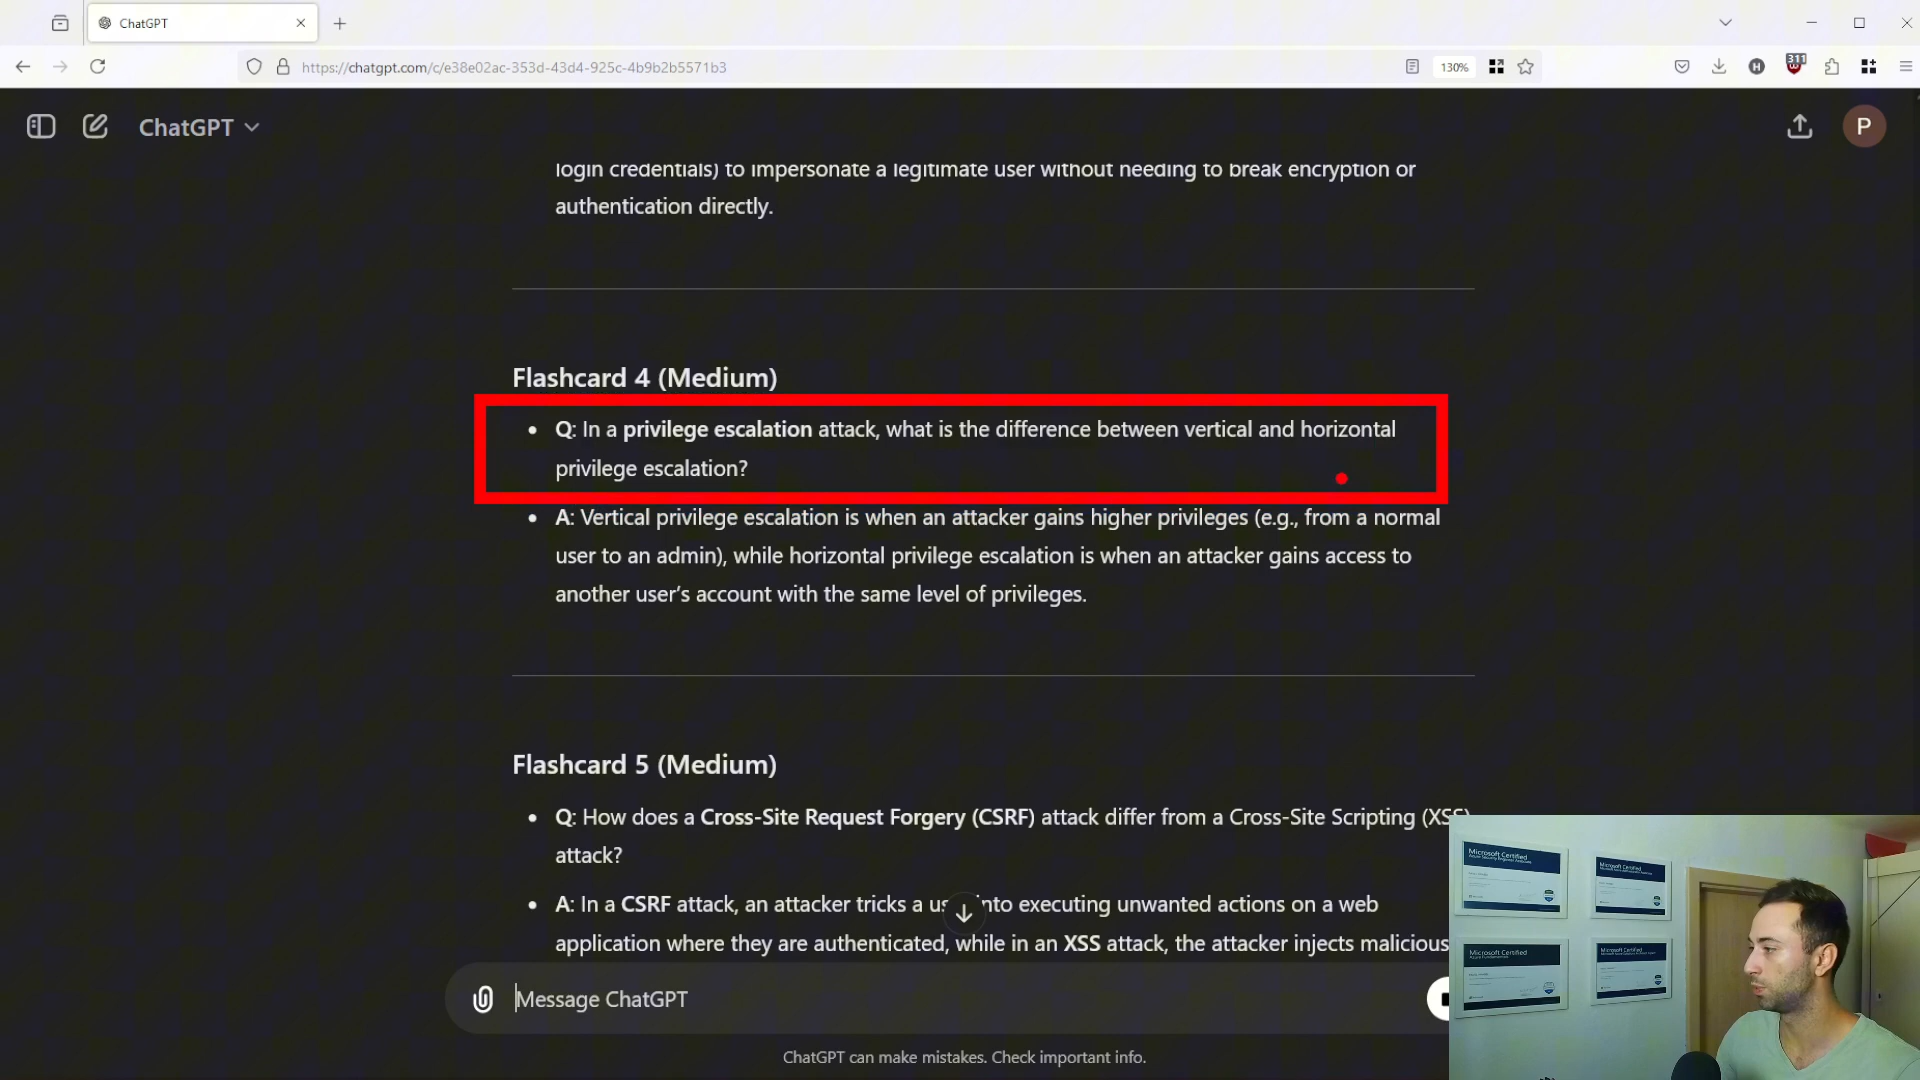 ChatGPT
https://chatgpt.com/c/e38e02ac-353d-43d4-925c-4b9b2b5571b3
130%
311
ChatGPT
P
login credentials) to impersonate a legitimate user without needing to break encryption or
authentication directly.
Flashcard 4 (Medium)
• Q: In a privilege escalation attack, what is the difference between vertical and horizontal
privilege escalation?
• A: Vertical privilege escalation is when an attacker gains higher privileges (e.g., from a normal
user to an admin), while horizontal privilege escalation is when an attacker gains access to
another user’s account with the same level of privileges.
Flashcard 5 (Medium)
• Q: How does a Cross-Site Request Forgery (CSRF) attack differ from a Cross-Site Scripting (XSS)
attack?
• A: In a CSRF attack, an attacker tricks a us into executing unwanted actions on a web
application where they are authenticated, while in an XSS attack, the attacker injects malicious
Message ChatGPT
ChatGPT can make mistakes. Check important info.
Microsoft Certified
Microsoft Certified
Microsoft Certified
Microsoft Certified